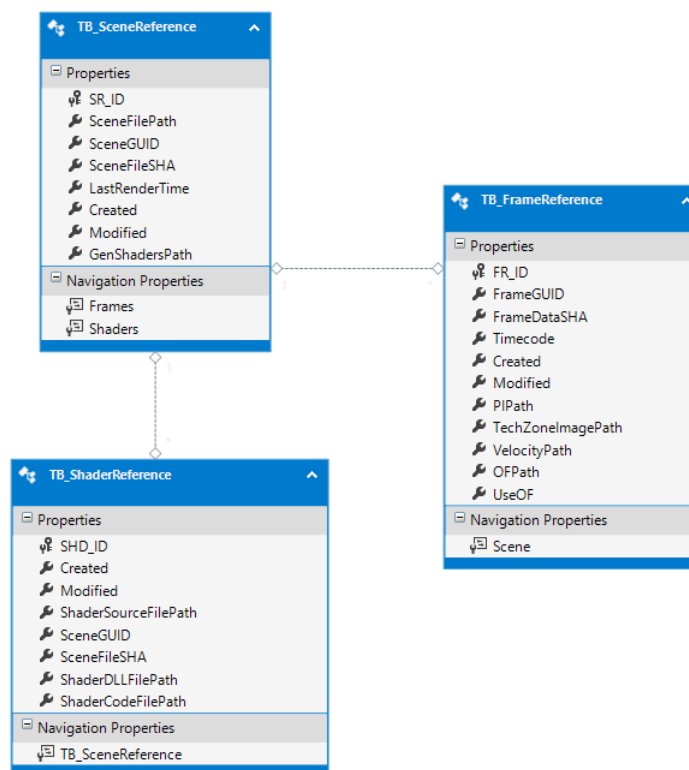 TB_SceneReference
Properties
SR_ID
SceneFilePath
SceneGUID
SceneFileSHA
LastRenderTime
Created
Modified
GenShadersPath
Navigation Properties
Frames
Shaders
1
*
1
*
TB_FrameReference
Properties
FR_ID
FrameGUID
FrameDataSHA
Timecode
Created
Modified
PIPath
TechZoneImagePath
VelocityPath
OFPath
UseOF
Navigation Properties
Scene
TB_ShaderReference
Properties
SHD_ID
Created
Modified
ShaderSourceFilePath
SceneGUID
SceneFileSHA
ShaderDLLFilePath
ShaderCodeFilePath
Navigation Properties
TB_SceneReference